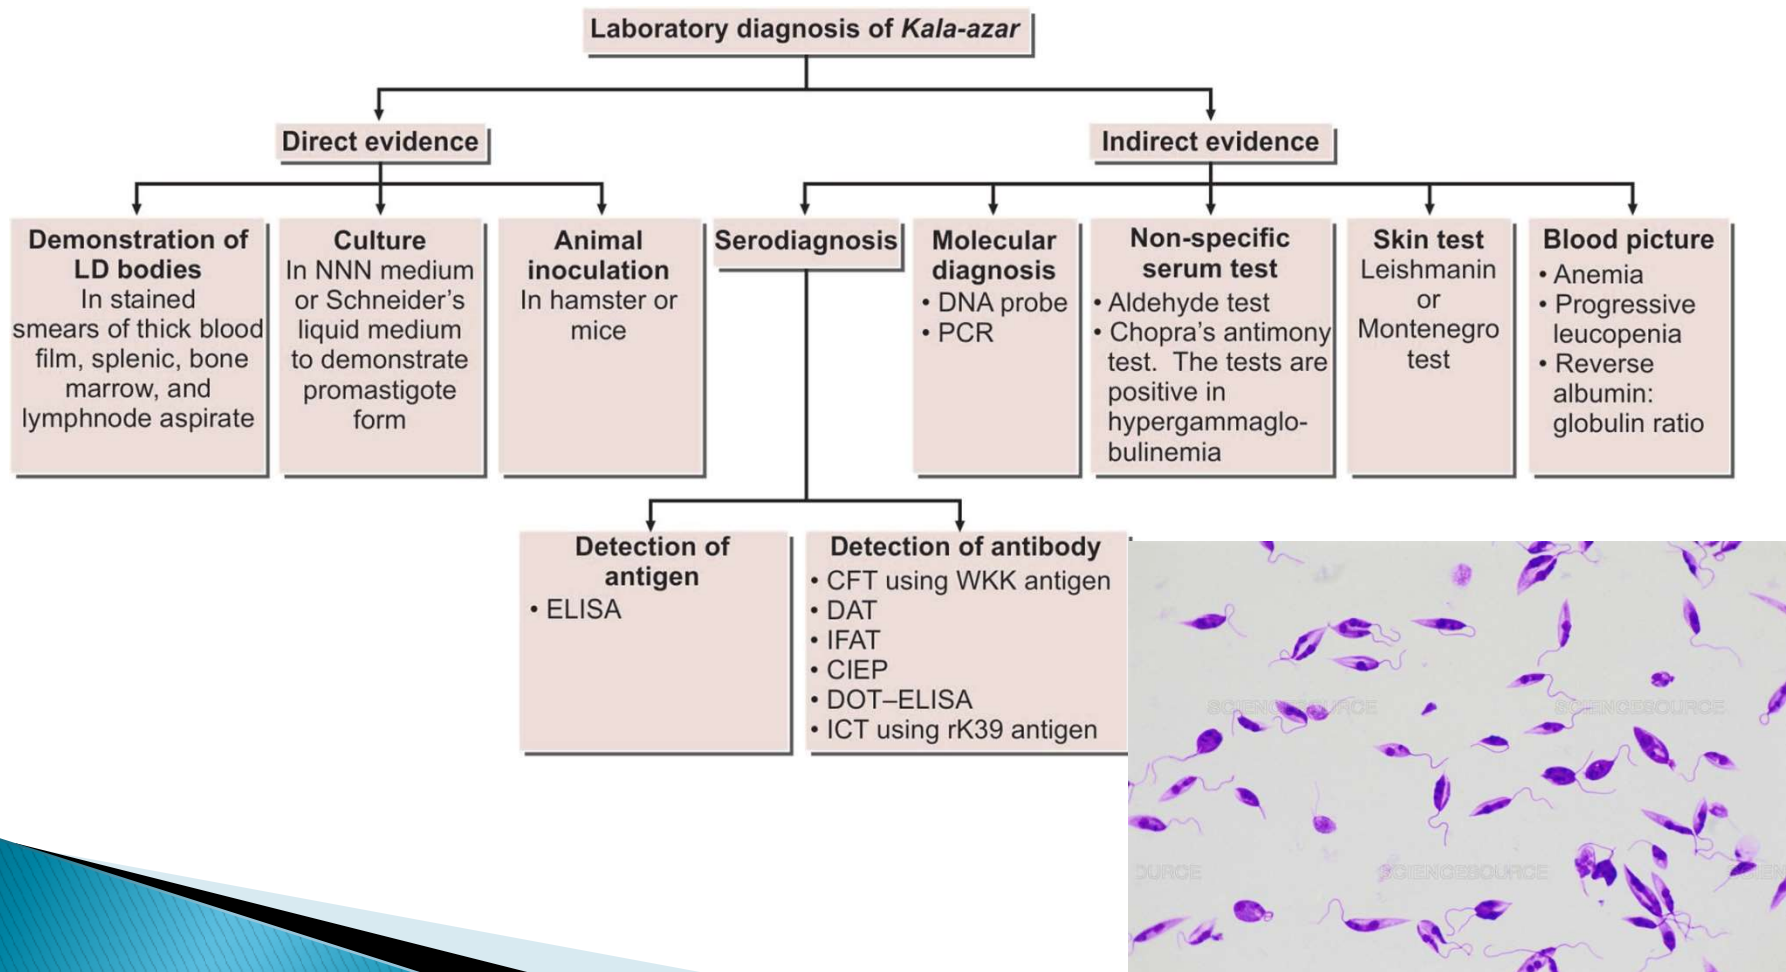 Laboratory diagnosis of Kala-azar
Direct evidence
Indirect evidence
Demonstration of
LD bodies
In stained
smears of thick blood
film, splenic, bone
marrow, and
lymphnode aspirate
Culture
In NNN medium
or Schneider's
liquid medium
to demonstrate
promastigote
form
Animal
inoculation
In hamster or
mice
Serodiagnosis
Molecular
diagnosis
• DNA probe
• PCR
Non-specific
serum test
• Aldehyde test
• Chopra's antimony
test. The tests are
positive in
hypergammaglo-
bulinemia
Skin test
Leishmanin
or
Montenegro
test
Blood picture
• Anemia
• Progressive
leucopenia
• Reverse
albumin:
globulin ratio
Detection of
antigen
• ELISA
Detection of antibody
• CFT using WKK antigen
• DAT
• IFAT
• CIEP
• DOT–ELISA
• ICT using rK39 antigen
SCIENCESOURCE
SCIENCESOURCE
OURCE
SCIENCESOURCE